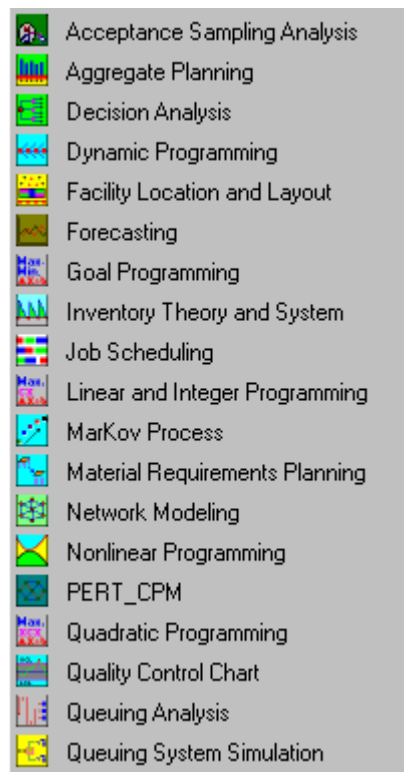 Acceptance Sampling Analysis
Aggregate Planning
Decision Analysis
Dynamic Programming
Facility Location and Layout
Forecasting
Goal Programming
Inventory Theory and System
Job Scheduling
Linear and Integer Programming
MarKov Process
Material Requirements Planning
Network Modeling
Nonlinear Programming
PERT_CPM
Quadratic Programming
Quality Control Chart
Queuing Analysis
Queuing System Simulation